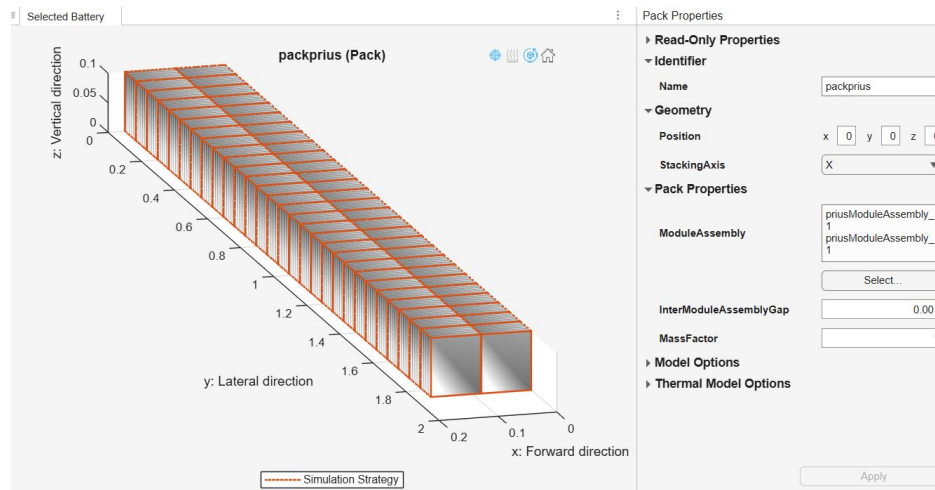 Selected Battery
packprius (Pack)
z: Vertical direction
0.1
0.05
0
0
0.2
0.4
0.6
0.8
1
1.2
1.4
1.6
1.8
2
y: Lateral direction
0.2
0.1
0
x: Forward direction
Simulation Strategy
Pack Properties
Read-Only Properties
Identifier
Name packprius
Geometry
Position x 0 y 0 z
StackingAxis X
Pack Properties
ModuleAssembly
priusModuleAssembly_
1
priusModuleAssembly_
1
Select...
InterModuleAssemblyGap 0.00
MassFactor
Model Options
Thermal Model Options
Apply